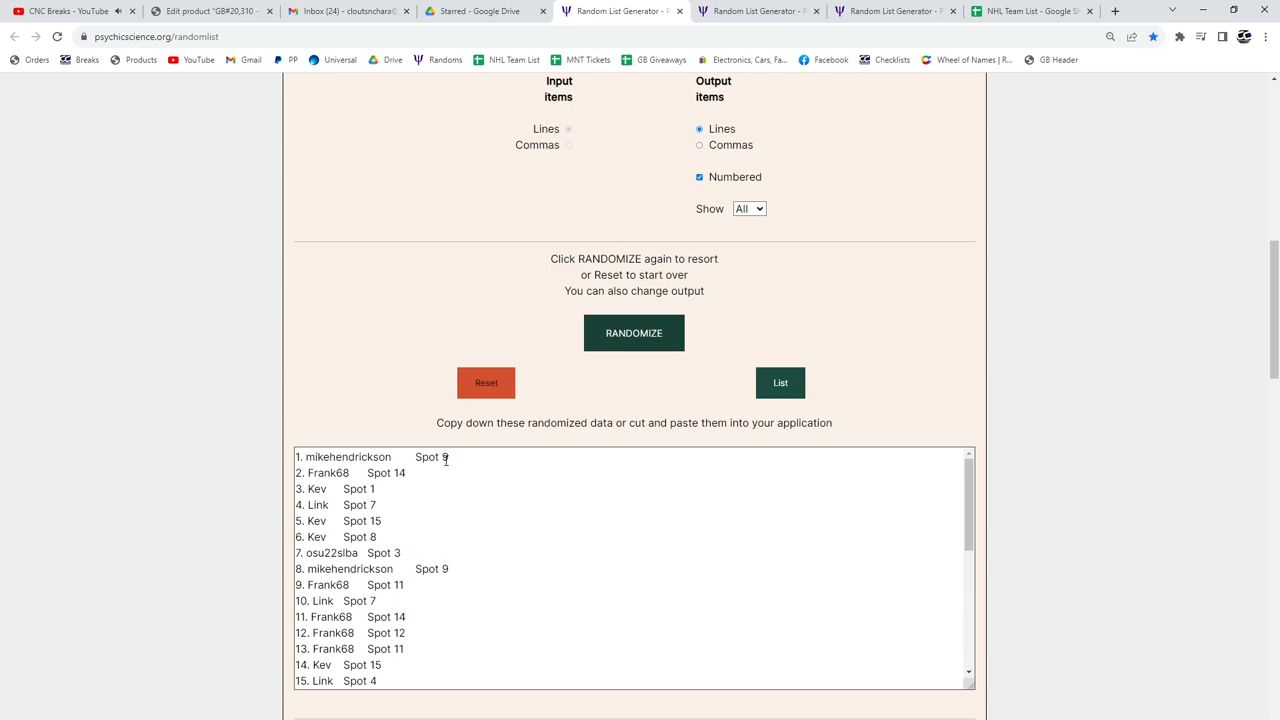 CNC Breaks - YouTube
Edit product “GB#20,310 -
Inbox (24) - cloutsnchara@
Starred - Google Drive
Random List Generator - P
Random List Generator - P
Random List Generator - P
NHL Team List - Google Sh
psychicscience.org/randomlist
Orders
Breaks
Products
YouTube
Gmail
PP
Universal
Drive
Randoms
NHL Team List
MNT Tickets
GB Giveaways
Electronics, Cars, Fa...
Facebook
Checklists
Wheel of Names | R...
GB Header
Input
items
Output
items
Lines
Commas
Lines
Commas
Numbered
Show All
Click RANDOMIZE again to resort
or Reset to start over
You can also change output
RANDOMIZE
Reset
List
Copy down these randomized data or cut and paste them into your application
1. mikehendrickson Spot 9
2. Frank68 Spot 14
3. Kev Spot 1
4. Link Spot 7
5. Kev Spot 15
6. Kev Spot 8
7. osu22slba Spot 3
8. mikehendrickson Spot 9
9. Frank68 Spot 11
10. Link Spot 7
11. Frank68 Spot 14
12. Frank68 Spot 12
13. Frank68 Spot 11
14. Kev Spot 15
15. Link Spot 4